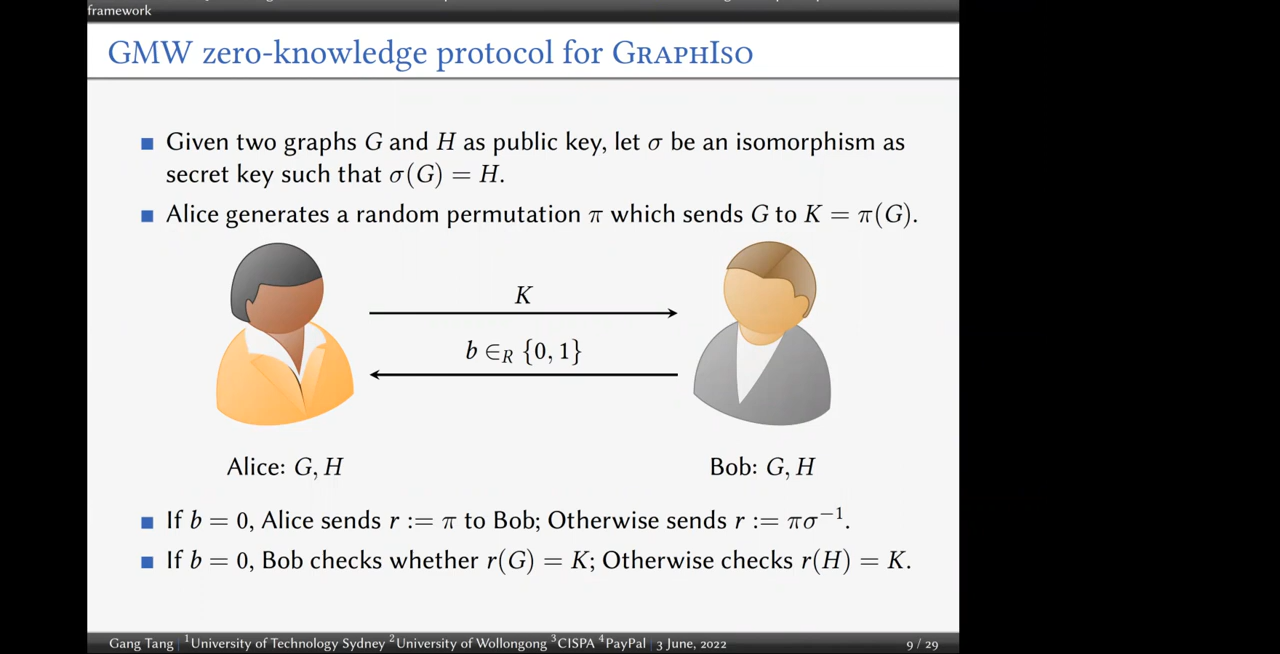 framework
GMW zero-knowledge protocol for GRAPHISO
Given two graphs G and H as public key, let σ be an isomorphism as
secret key such that σ(G) = H.
Alice generates a random permutation π which sends G to K = π(G).
K
b ∈R {0, 1}
Alice: G, H
Bob: G, H
If b = 0, Alice sends r := π to Bob; Otherwise sends r := πσ⁻¹.
If b = 0, Bob checks whether r(G) = K; Otherwise checks r(H) = K.
Gang Tang | ¹University of Technology Sydney ²University of Wollongong ³CISPA ⁴PayPal | 3 June, 2022 9 / 29